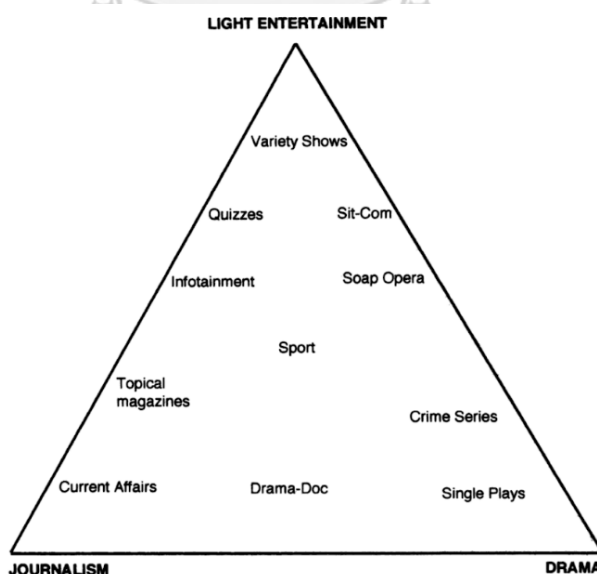 LIGHT ENTERTAINMENT
Variety Shows
Quizzes
Sit-Com
Infotainment
Soap Opera
Sport
Topical
magazines
Crime Series
Current Affairs
Drama-Doc
Single Plays
JOURNALISM
DRAMA